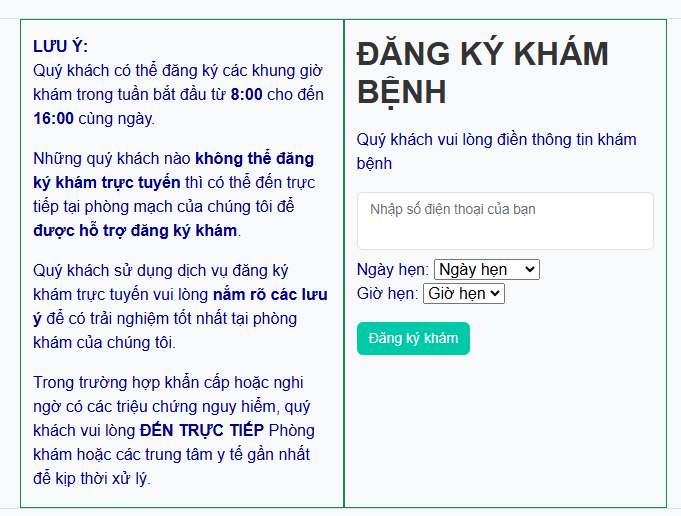 LƯU Ý:
Quý khách có thể đăng ký các khung giờ
khám trong tuần bắt đầu từ 8:00 cho đến
16:00 cùng ngày.
Những quý khách nào không thể đăng
ký khám trực tuyến thì có thể đến trực
tiếp tại phòng mạch của chúng tôi để
được hỗ trợ đăng ký khám.
Quý khách sử dụng dịch vụ đăng ký
khám trực tuyến vui lòng nắm rõ các lưu
ý để có trải nghiệm tốt nhất tại phòng
khám của chúng tôi.
Trong trường hợp khẩn cấp hoặc nghi
ngờ có các triệu chứng nguy hiểm, quý
khách vui lòng ĐẾN TRỰC TIẾP Phòng
khám hoặc các trung tâm y tế gần nhất
để kịp thời xử lý.
ĐĂNG KÝ KHÁM
BỆNH
Quý khách vui lòng điền thông tin khám
bệnh
Nhập số điện thoại của bạn
Ngày hẹn: Ngày hẹn
Giờ hẹn: Giờ hẹn
Đăng ký khám